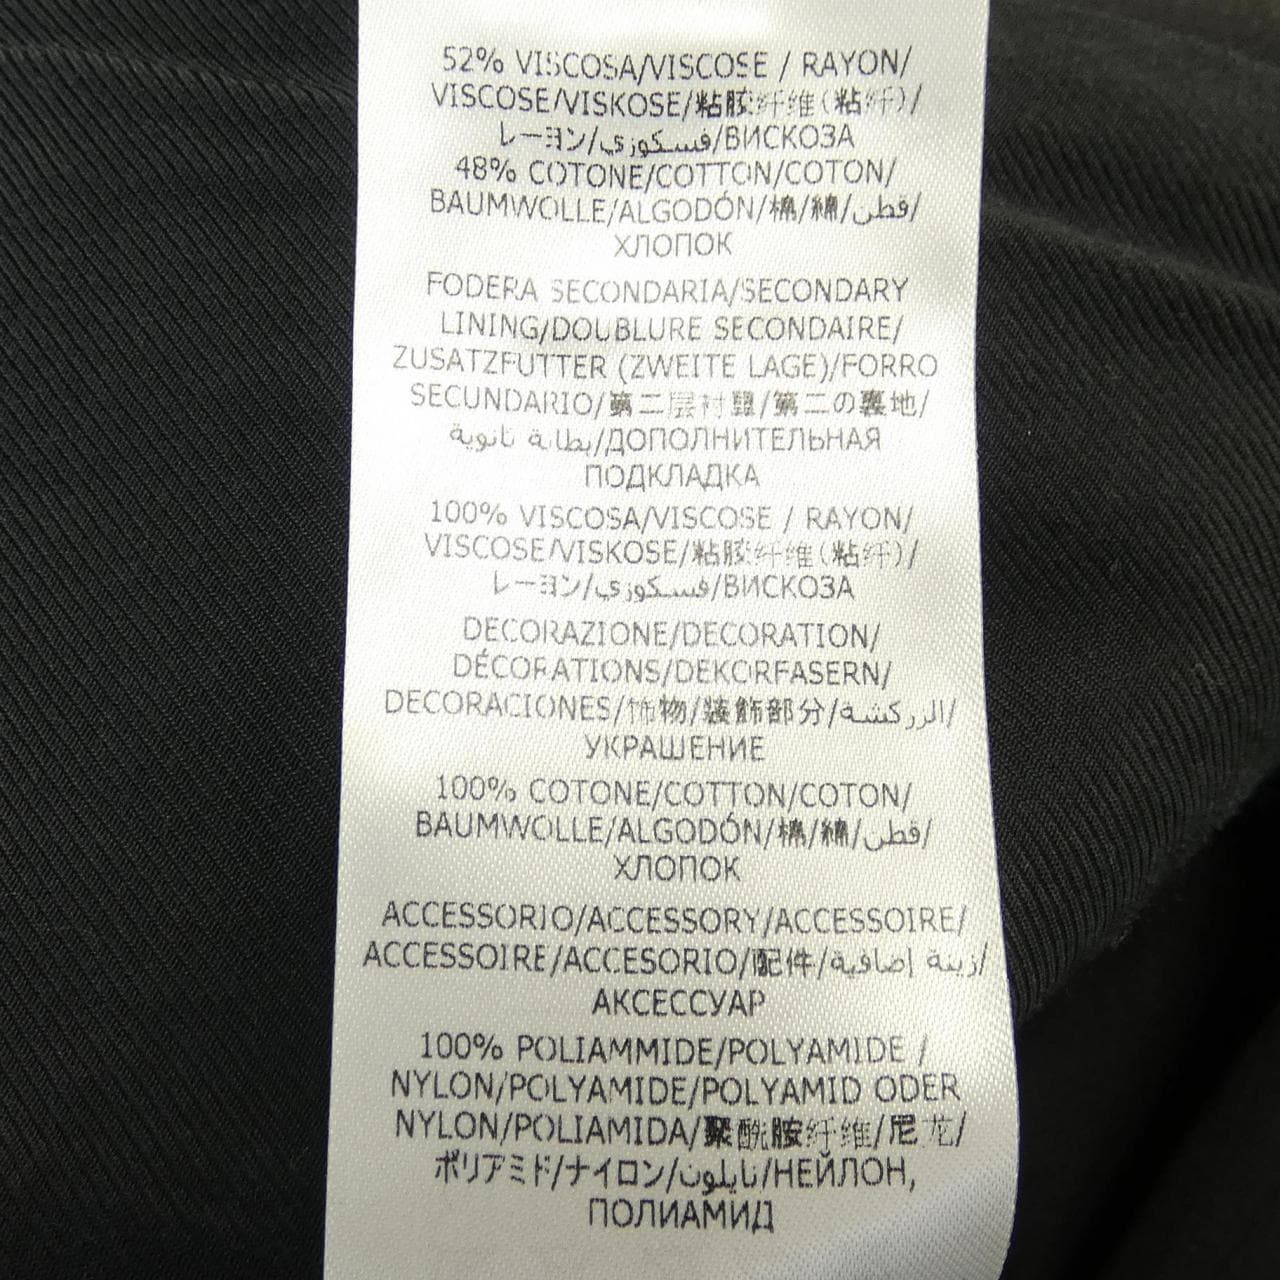 52% VISCOSA/VISCOSE / RAYON/
VISCOSE/VISKOSE/粘胶纤维(粘纤)/
レーヨン/فسكوزي/ВИСКОЗА
48% COTONE/COTTON/COTON/
BAUMWOLLE/ALGODÓN/棉/綿/قطن/
ХЛОПОК
FODERA SECONDARIA/SECONDARY
LINING/DOUBLURE SECONDAIRE/
ZUSATZFUTTER (ZWEITE LAGE)/FORRO
SECUNDARIO/第二层衬里/第二の裏地/
بطانة ثانوية/ДОПОЛНИТЕЛЬНАЯ
ПОДКЛАДКА
100% VISCOSA/VISCOSE / RAYON/
VISCOSE/VISKOSE/粘胶纤维(粘纤)/
レーヨン/فسكوزي/ВИСКОЗА
DECORAZIONE/DECORATION/
DÉCORATIONS/DEKORFASERN/
DECORACIONES/饰物/装飾部分/الزركشة/
УКРАШЕНИЕ
100% COTONE/COTTON/COTON/
BAUMWOLLE/ALGODÓN/棉/綿/قطن/
ХЛОПОК
ACCESSORIO/ACCESSORY/ACCESSOIRE/
ACCESSOIRE/ACCESORIO/配件/زينة إضافية/
АКСЕССУАР
100% POLIAMMIDE/POLYAMIDE /
NYLON/POLYAMIDE/POLYAMID ODER
NYLON/POLIAMIDA/聚酰胺纤维/尼龙/
ポリアミド/ナイロン/نايلون/НЕЙЛОН,
ПОЛИАМИД